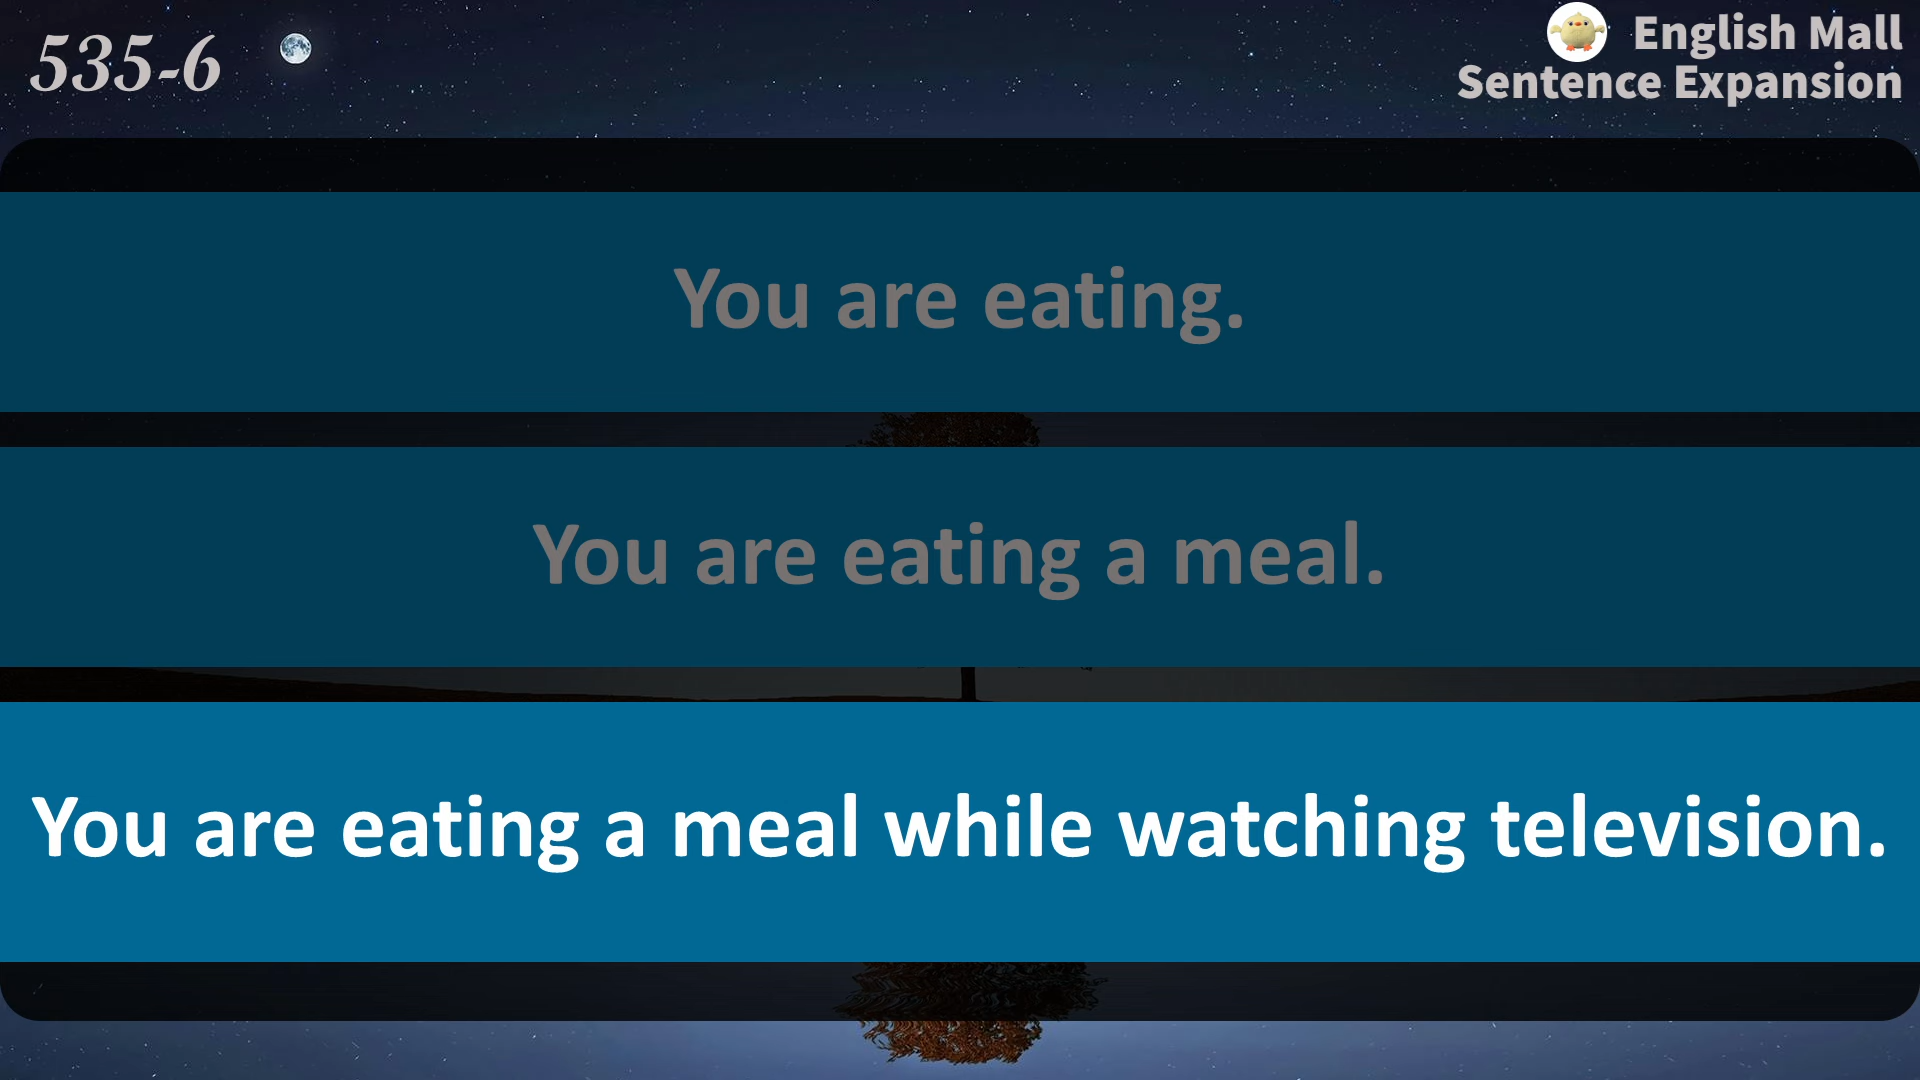 535-6
English Mall
Sentence Expansion
You are eating.
You are eating a meal.
You are eating a meal while watching television.